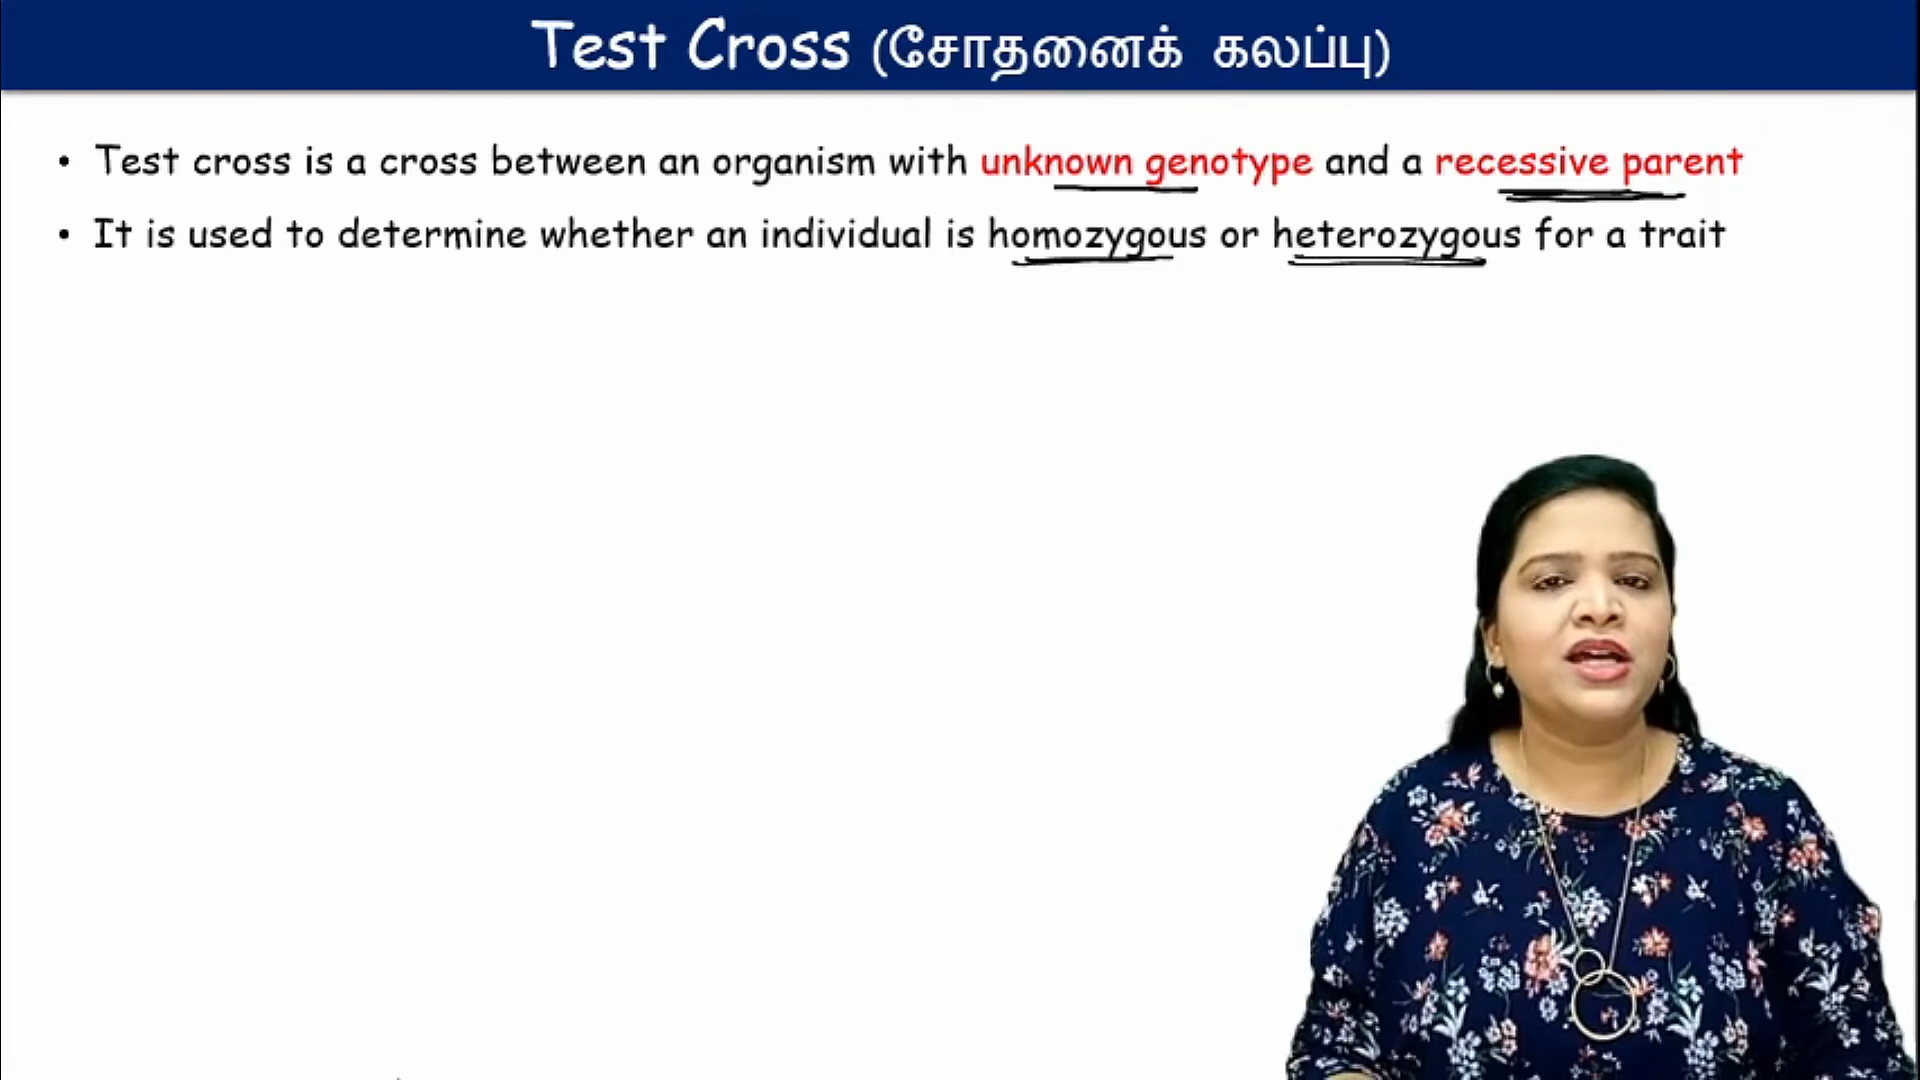 Test Cross (சோதனைக் கலப்பு)
• Test cross is a cross between an organism with unknown genotype and a recessive parent
• It is used to determine whether an individual is homozygous or heterozygous for a trait